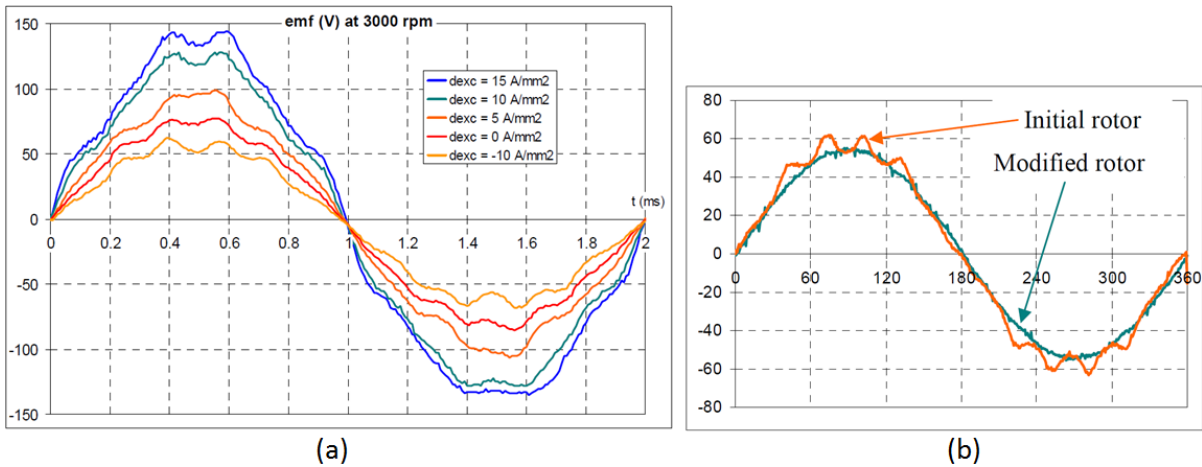 emf (V) at 3000 rpm
150
100
50
0
-50
-100
-150
dexc = 15 A/mm2
dexc = 10 A/mm2
dexc = 5 A/mm2
dexc = 0 A/mm2
dexc = -10 A/mm2
t (ms)
0 0.2 0.4 0.6 0.8 1.0 1.2 1.4 1.6 1.8 2
(a)
80
60
40
20
0
-20
-40
-60
-80
Initial rotor
Modified rotor
0 60 120 180 240 300 360
(b)